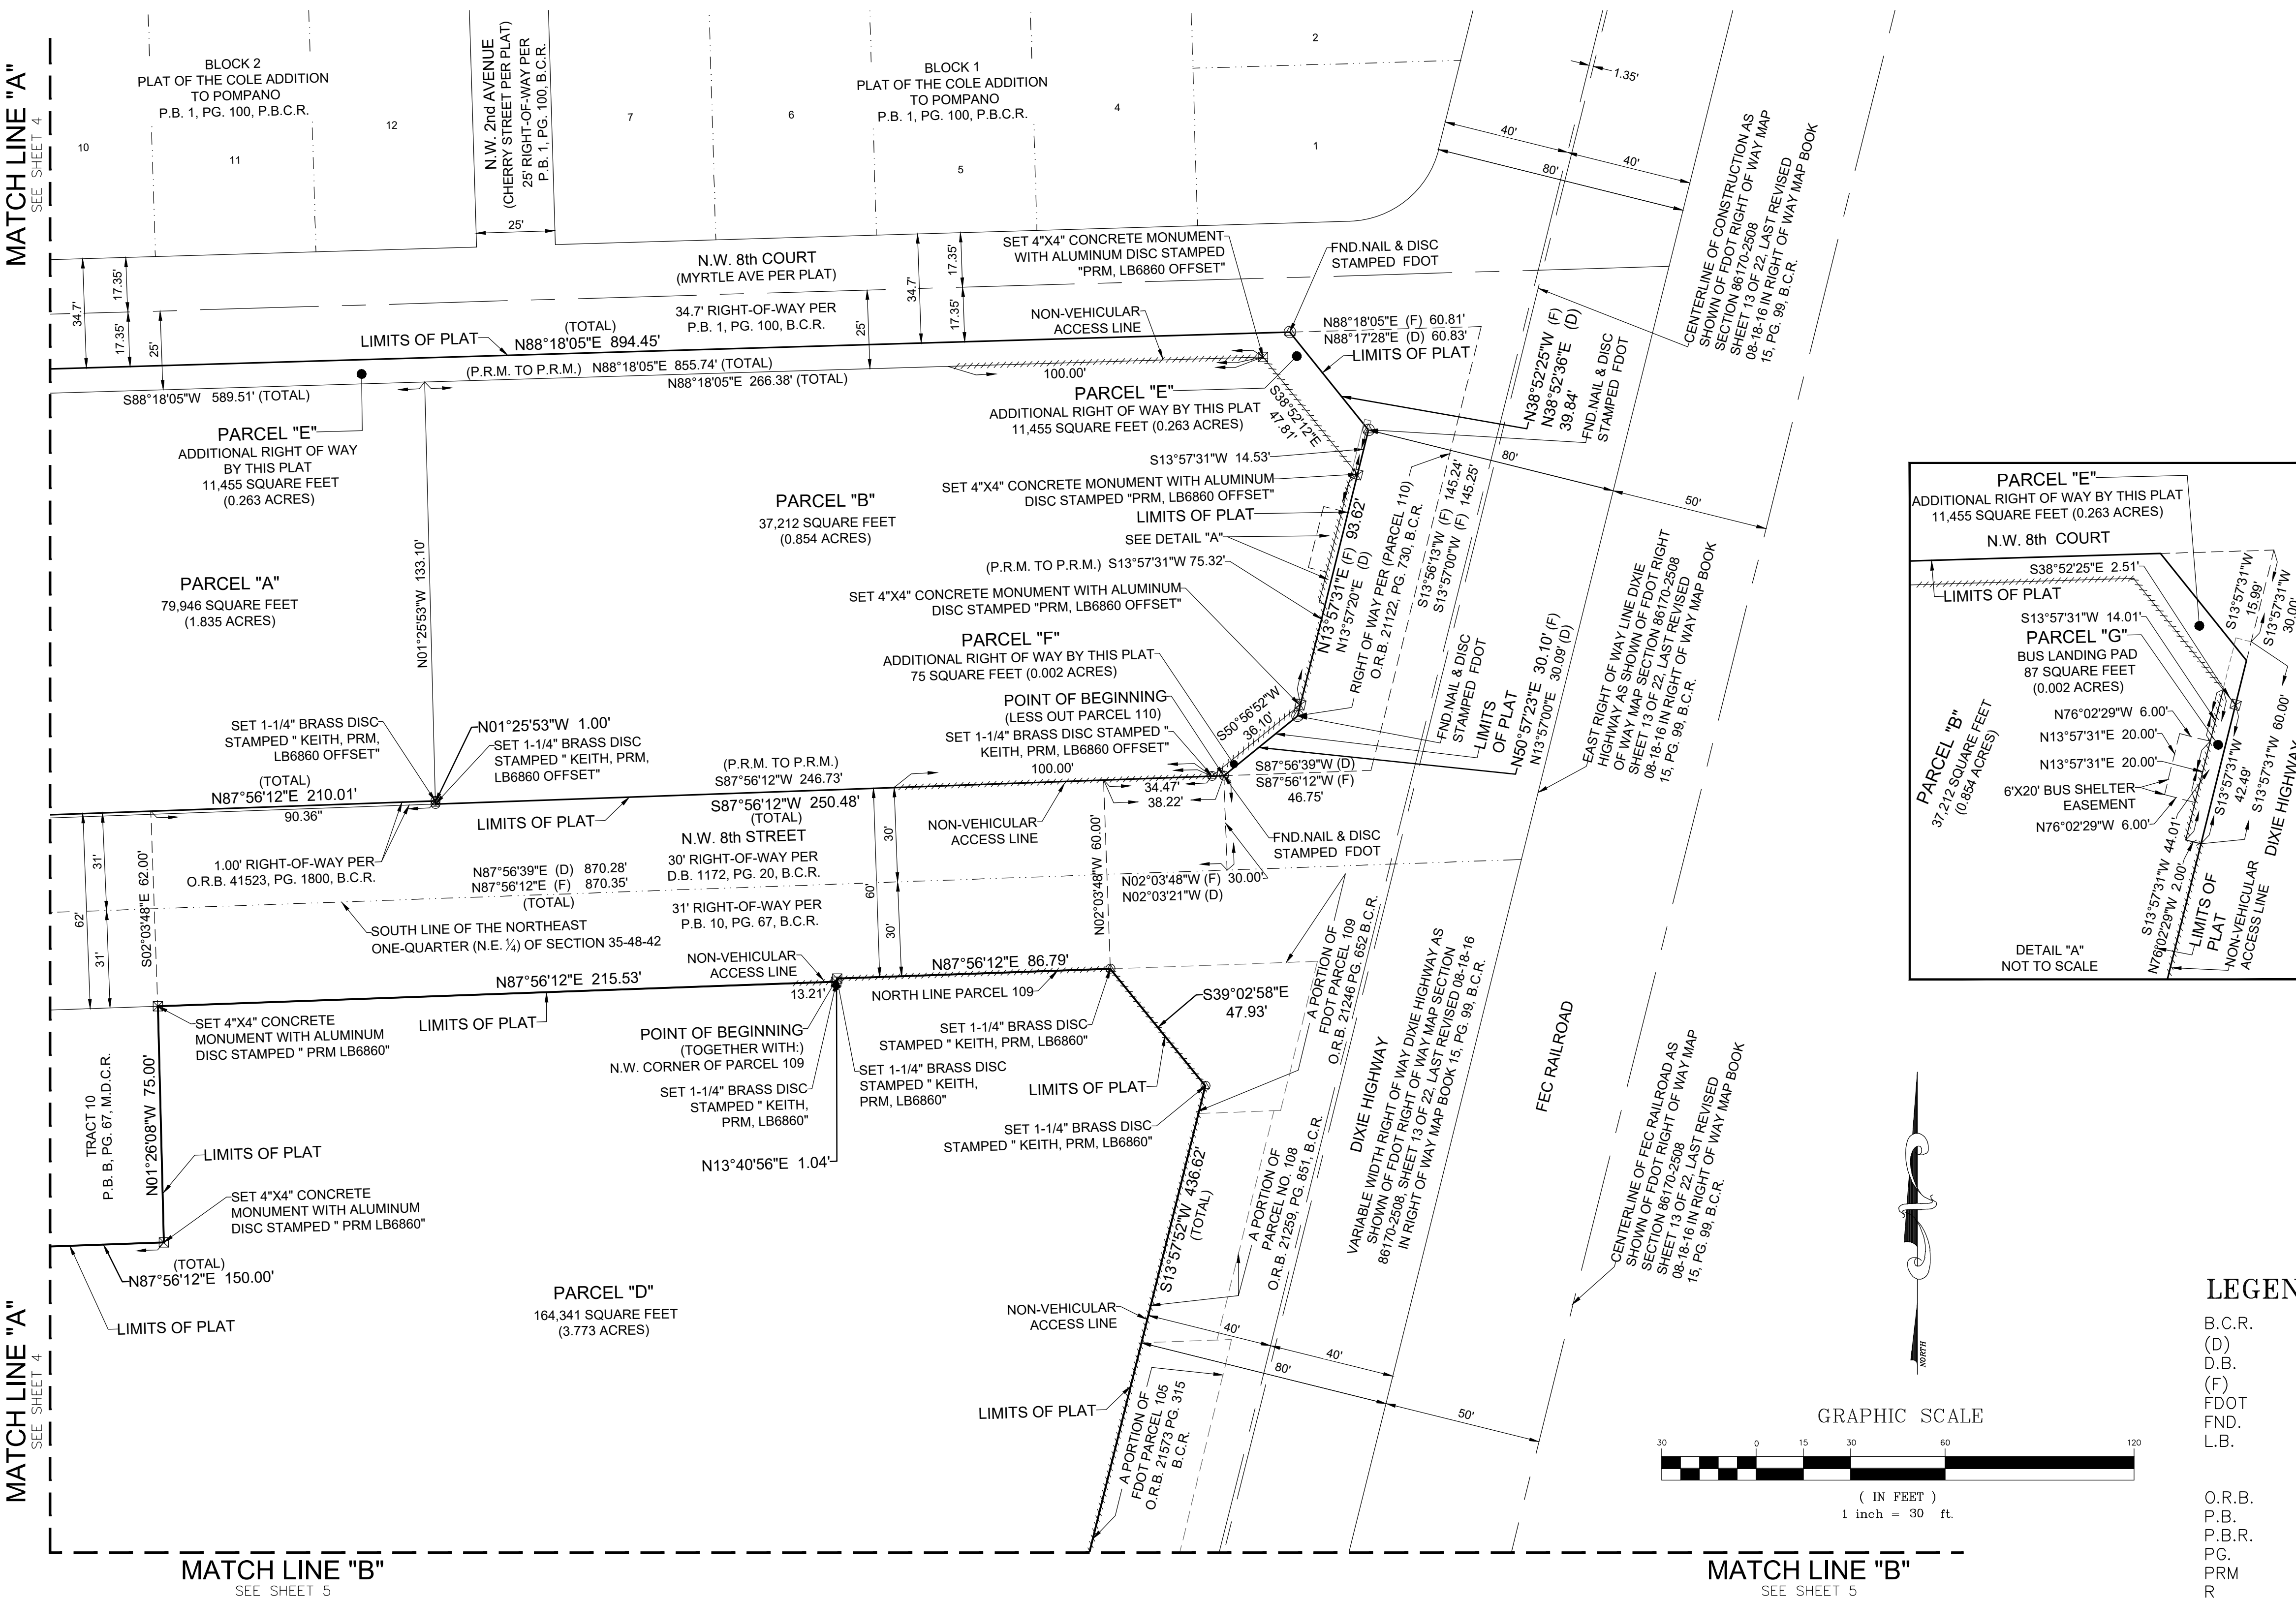 MATCH LINE "A"
SEE SHEET 4
BLOCK 2
PLAT OF THE COLE ADDITION
TO POMPANO
P.B. 1, PG. 100, P.B.C.R.
10
11
12
N.W. 2nd AVENUE
(CHERRY STREET PER PLAT)
25' RIGHT-OF-WAY PER
P.B. 1, PG. 100, B.C.R.
25'
BLOCK 1
PLAT OF THE COLE ADDITION
TO POMPANO
P.B. 1, PG. 100, P.B.C.R.
7
6
5
4
2
1
1.35'
40'
40'
80'
CENTERLINE OF CONSTRUCTION AS
SHOWN OF FDOT RIGHT OF WAY MAP
SECTION 86170-2508
SHEET 13 OF 22, LAST REVISED
08-18-16 IN RIGHT OF WAY MAP BOOK
15, PG. 99, B.C.R.
34.7'
17.35'
17.35'
25'
N.W. 8th COURT
(MYRTLE AVE PER PLAT)
34.7' RIGHT-OF-WAY PER
P.B. 1, PG. 100, B.C.R.
25'
34.7'
17.35'
17.35'
SET 4"X4" CONCRETE MONUMENT
WITH ALUMINUM DISC STAMPED
"PRM, LB6860 OFFSET"
FND.NAIL & DISC
STAMPED FDOT
NON-VEHICULAR
ACCESS LINE
LIMITS OF PLAT
(TOTAL)
N88°18'05"E 894.45'
(P.R.M. TO P.R.M.) N88°18'05"E 855.74' (TOTAL)
N88°18'05"E 266.38' (TOTAL)
S88°18'05"W 589.51' (TOTAL)
100.00'
N88°18'05"E (F) 60.81'
N88°17'28"E (D) 60.83'
LIMITS OF PLAT
N38°52'25"W (F)
N38°52'36"E (D)
39.84'
FND.NAIL & DISC
STAMPED FDOT
PARCEL "E"
ADDITIONAL RIGHT OF WAY
BY THIS PLAT
11,455 SQUARE FEET
(0.263 ACRES)
PARCEL "E"
ADDITIONAL RIGHT OF WAY BY THIS PLAT
11,455 SQUARE FEET (0.263 ACRES)
S38°52'12"E
47.81'
S13°57'31"W 14.53'
SET 4"X4" CONCRETE MONUMENT WITH ALUMINUM
DISC STAMPED "PRM, LB6860 OFFSET"
LIMITS OF PLAT
SEE DETAIL "A"
80'
50'
PARCEL "B"
37,212 SQUARE FEET
(0.854 ACRES)
PARCEL "A"
79,946 SQUARE FEET
(1.835 ACRES)
N01°25'53"W 133.10'
(P.R.M. TO P.R.M.) S13°57'31"W 75.32'
SET 4"X4" CONCRETE MONUMENT WITH ALUMINUM
DISC STAMPED "PRM, LB6860 OFFSET"
N13°57'31"E (F) 93.62'
N13°57'20"E (D)
RIGHT OF WAY PER (PARCEL 110)
O.R.B. 21122, PG. 730, B.C.R.
S13°56'13"W (F) 145.24'
S13°57'00"W (F) 145.25'
PARCEL "F"
ADDITIONAL RIGHT OF WAY BY THIS PLAT
75 SQUARE FEET (0.002 ACRES)
POINT OF BEGINNING
(LESS OUT PARCEL 110)
SET 1-1/4" BRASS DISC STAMPED "
KEITH, PRM, LB6860 OFFSET"
100.00'
S50°56'52"W
36.10'
FND.NAIL & DISC
STAMPED FDOT
LIMITS
OF PLAT
N50°57'23"E 30.10' (F)
N13°57'00"E 30.09' (D)
EAST RIGHT OF WAY LINE DIXIE
HIGHWAY AS SHOWN OF FDOT RIGHT
OF WAY MAP SECTION 86170-2508
SHEET 13 OF 22, LAST REVISED
08-18-16 IN RIGHT OF WAY MAP BOOK
15, PG. 99, B.C.R.
SET 1-1/4" BRASS DISC
STAMPED " KEITH, PRM,
LB6860 OFFSET"
N01°25'53"W 1.00'
SET 1-1/4" BRASS DISC
STAMPED " KEITH, PRM,
LB6860 OFFSET"
(TOTAL)
N87°56'12"E 210.01'
90.36"
(P.R.M. TO P.R.M.)
S87°56'12"W 246.73'
S87°56'12"W 250.48'
(TOTAL)
LIMITS OF PLAT
N.W. 8th STREET
30' RIGHT-OF-WAY PER
D.B. 1172, PG. 20, B.C.R.
31' RIGHT-OF-WAY PER
P.B. 10, PG. 67, B.C.R.
1.00' RIGHT-OF-WAY PER
O.R.B. 41523, PG. 1800, B.C.R.
N87°56'39"E (D) 870.28'
N87°56'12"E (F) 870.35'
(TOTAL)
SOUTH LINE OF THE NORTHEAST
ONE-QUARTER (N.E. ¼) OF SECTION 35-48-42
62'
31'
31'
S02°03'48"E 62.00'
60'
30'
30'
NON-VEHICULAR
ACCESS LINE
34.47'
38.22'
S87°56'39"W (D)
S87°56'12"W (F)
46.75'
FND.NAIL & DISC
STAMPED FDOT
N02°03'48"W 60.00'
N02°03'48"W (F) 30.00'
N02°03'21"W (D)
N87°56'12"E 215.53'
LIMITS OF PLAT
NON-VEHICULAR
ACCESS LINE
13.21'
N87°56'12"E 86.79'
NORTH LINE PARCEL 109
S39°02'58"E
47.93'
SET 4"X4" CONCRETE
MONUMENT WITH ALUMINUM
DISC STAMPED " PRM LB6860"
POINT OF BEGINNING
(TOGETHER WITH:)
N.W. CORNER OF PARCEL 109
SET 1-1/4" BRASS DISC
STAMPED " KEITH,
PRM, LB6860"
SET 1-1/4" BRASS DISC
STAMPED " KEITH, PRM, LB6860"
SET 1-1/4" BRASS DISC
STAMPED " KEITH,
PRM, LB6860"
N13°40'56"E 1.04'
LIMITS OF PLAT
SET 1-1/4" BRASS DISC
STAMPED " KEITH, PRM, LB6860"
A PORTION OF
FDOT PARCEL 109
O.R.B. 21246 PG. 652 B.C.R.
TRACT 10
P.B. B, PG. 67, M.D.C.R.
N01°26'08"W 75.00'
LIMITS OF PLAT
SET 4"X4" CONCRETE
MONUMENT WITH ALUMINUM
DISC STAMPED " PRM LB6860"
(TOTAL)
N87°56'12"E 150.00'
LIMITS OF PLAT
PARCEL "D"
164,341 SQUARE FEET
(3.773 ACRES)
S13°57'52"W 436.62'
(TOTAL)
A PORTION OF
PARCEL NO. 108
O.R.B. 21259, PG. 851, B.C.R.
DIXIE HIGHWAY
VARIABLE WIDTH RIGHT OF WAY DIXIE HIGHWAY AS
SHOWN OF FDOT RIGHT OF WAY MAP SECTION
86170-2508, SHEET 13 OF 22, LAST REVISED 08-18-16
IN RIGHT OF WAY MAP BOOK 15, PG. 99, B.C.R.
FEC RAILROAD
CENTERLINE OF FEC RAILROAD AS
SHOWN OF FDOT RIGHT OF WAY MAP
SECTION 86170-2508
SHEET 13 OF 22, LAST REVISED
08-18-16 IN RIGHT OF WAY MAP BOOK
15, PG. 99, B.C.R.
NON-VEHICULAR
ACCESS LINE
40'
40'
80'
50'
LIMITS OF PLAT
A PORTION OF
FDOT PARCEL 105
O.R.B. 21573 PG. 315
B.C.R.
MATCH LINE "A"
SEE SHEET 4
MATCH LINE "B"
SEE SHEET 5
MATCH LINE "B"
SEE SHEET 5
PARCEL "E"
ADDITIONAL RIGHT OF WAY BY THIS PLAT
11,455 SQUARE FEET (0.263 ACRES)
N.W. 8th COURT
S38°52'25"E 2.51'
LIMITS OF PLAT
S13°57'31"W 14.01'
PARCEL "G"
BUS LANDING PAD
87 SQUARE FEET
(0.002 ACRES)
N76°02'29"W 6.00'
N13°57'31"E 20.00'
N13°57'31"E 20.00'
6'X20' BUS SHELTER
EASEMENT
N76°02'29"W 6.00'
PARCEL "B"
37,212 SQUARE FEET
(0.854 ACRES)
S13°57'31"W
15.99'
S13°57'31"W
30.00'
S13°57'31"W
42.49'
S13°57'31"W 60.00'
DIXIE HIGHWAY
S13°57'31"W 44.01'
N76°02'29"W 2.00'
LIMITS OF
PLAT
NON-VEHICULAR
ACCESS LINE
DETAIL "A"
NOT TO SCALE
NORTH
GRAPHIC SCALE
30 0 15 30 60 120
( IN FEET )
1 inch = 30 ft.
LEGEN
B.C.R.
(D)
D.B.
(F)
FDOT
FND.
L.B.
O.R.B.
P.B.
P.B.R.
PG.
PRM
R